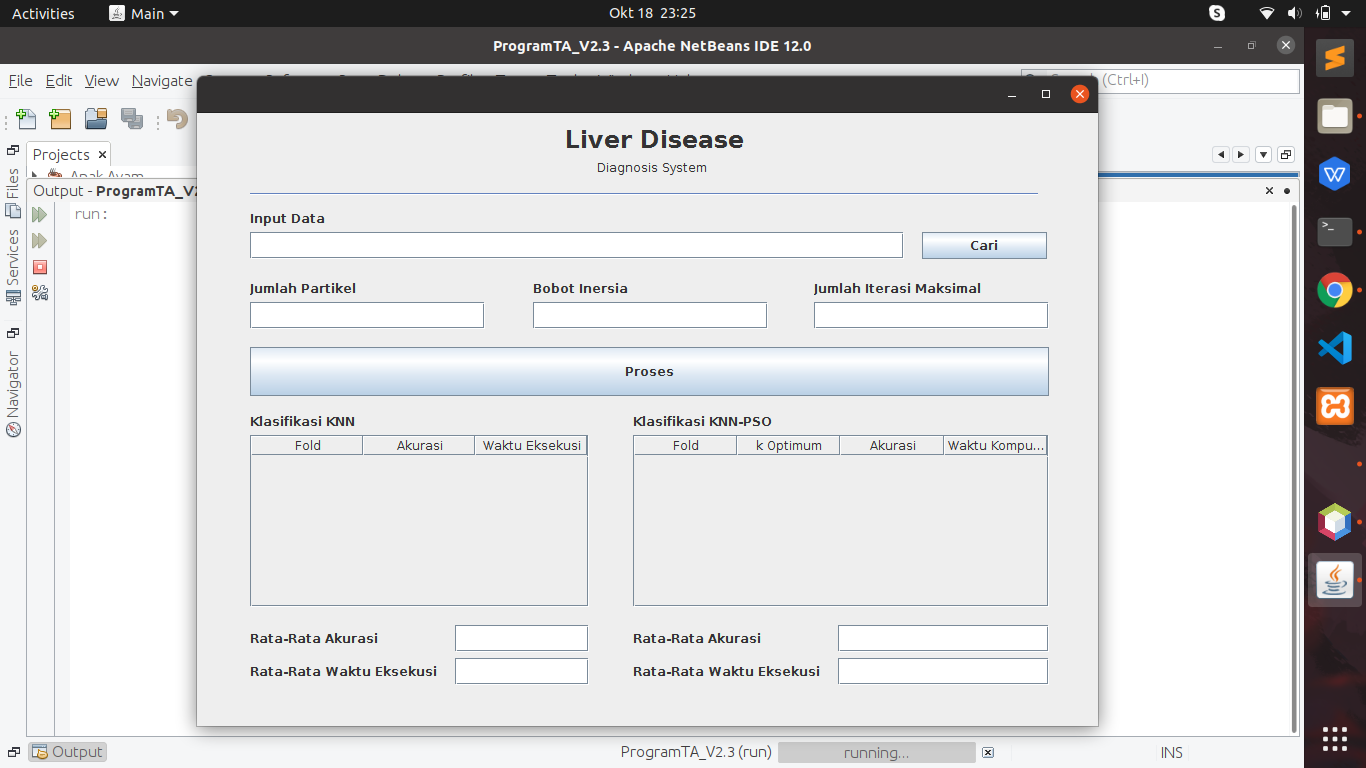 Activities
Main
Okt 18 23:25
ProgramTA_V2.3 - Apache NetBeans IDE 12.0
File Edit View Navigate
(Ctrl+I)
Projects
Files
Services
Navigator
Output - ProgramTA_V2
run:
Liver Disease
Diagnosis System
Input Data
Cari
Jumlah Partikel
Bobot Inersia
Jumlah Iterasi Maksimal
Proses
Klasifikasi KNN
Fold Akurasi Waktu Eksekusi
Rata-Rata Akurasi
Rata-Rata Waktu Eksekusi
Klasifikasi KNN-PSO
Fold k Optimum Akurasi Waktu Kompu...
Rata-Rata Akurasi
Rata-Rata Waktu Eksekusi
Output
ProgramTA_V2.3 (run)
running...
INS